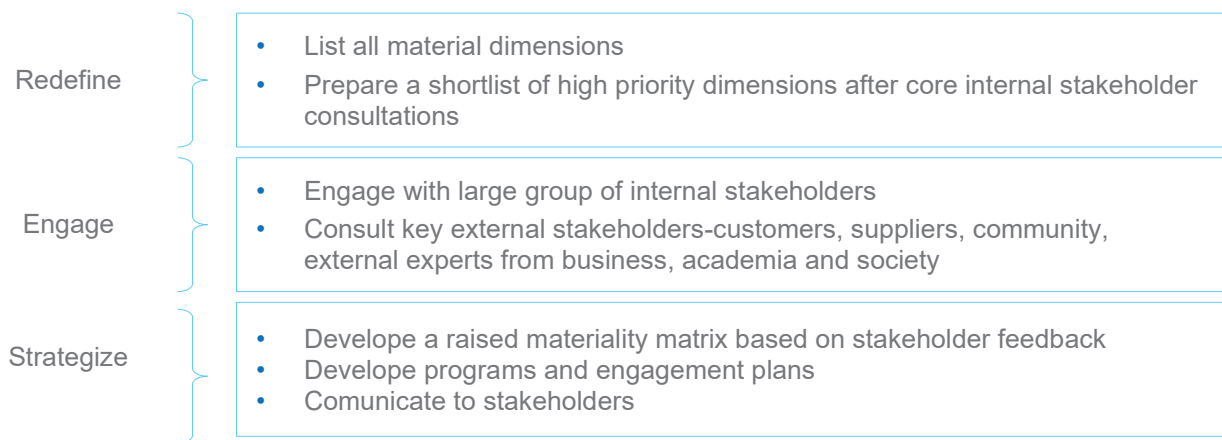 Redefine
• List all material dimensions
• Prepare a shortlist of high priority dimensions after core internal stakeholder
consultations
Engage
• Engage with large group of internal stakeholders
• Consult key external stakeholders-customers, suppliers, community,
external experts from business, academia and society
Strategize
• Develope a raised materiality matrix based on stakeholder feedback
• Develope programs and engagement plans
• Comunicate to stakeholders